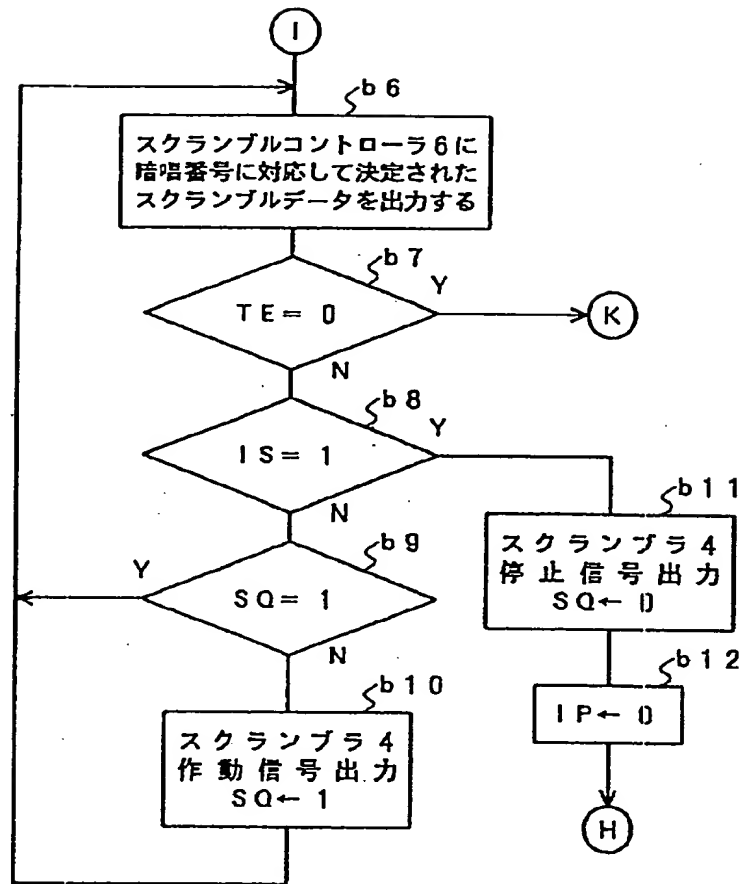 I
b6
スクランブルコントローラ6に
暗唱番号に対応して決定された
スクランブルデータを出力する
b7
Y
TE=0
K
N
b8
Y
IS=1
N
b11
スクランブラ4
停止信号出力
SQ←0
b9
Y
SQ=1
N
b12
IP←0
b10
スクランブラ4
作動信号出力
SQ←1
H